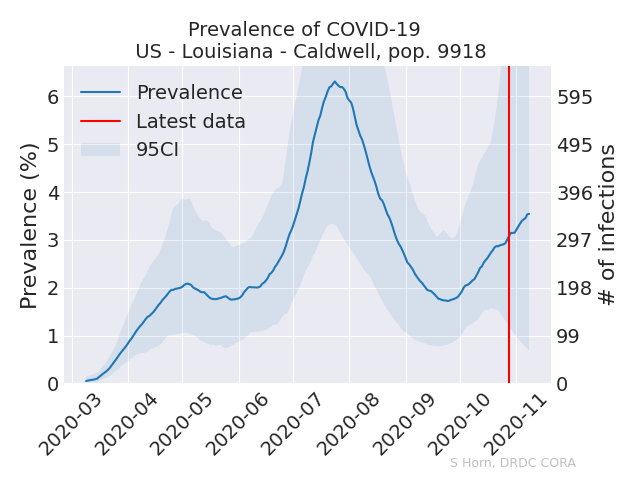 Prevalence of COVID-19
US - Louisiana - Caldwell, pop. 9918
Prevalence
Latest data
95CI
Prevalence (%)
6
5
4
3
2
1
0
595
495
396
297
198
99
0
# of infections
2020-03
2020-04
2020-05
2020-06
2020-07
2020-08
2020-09
2020-10
2020-11
S Horn, DRDC CORA